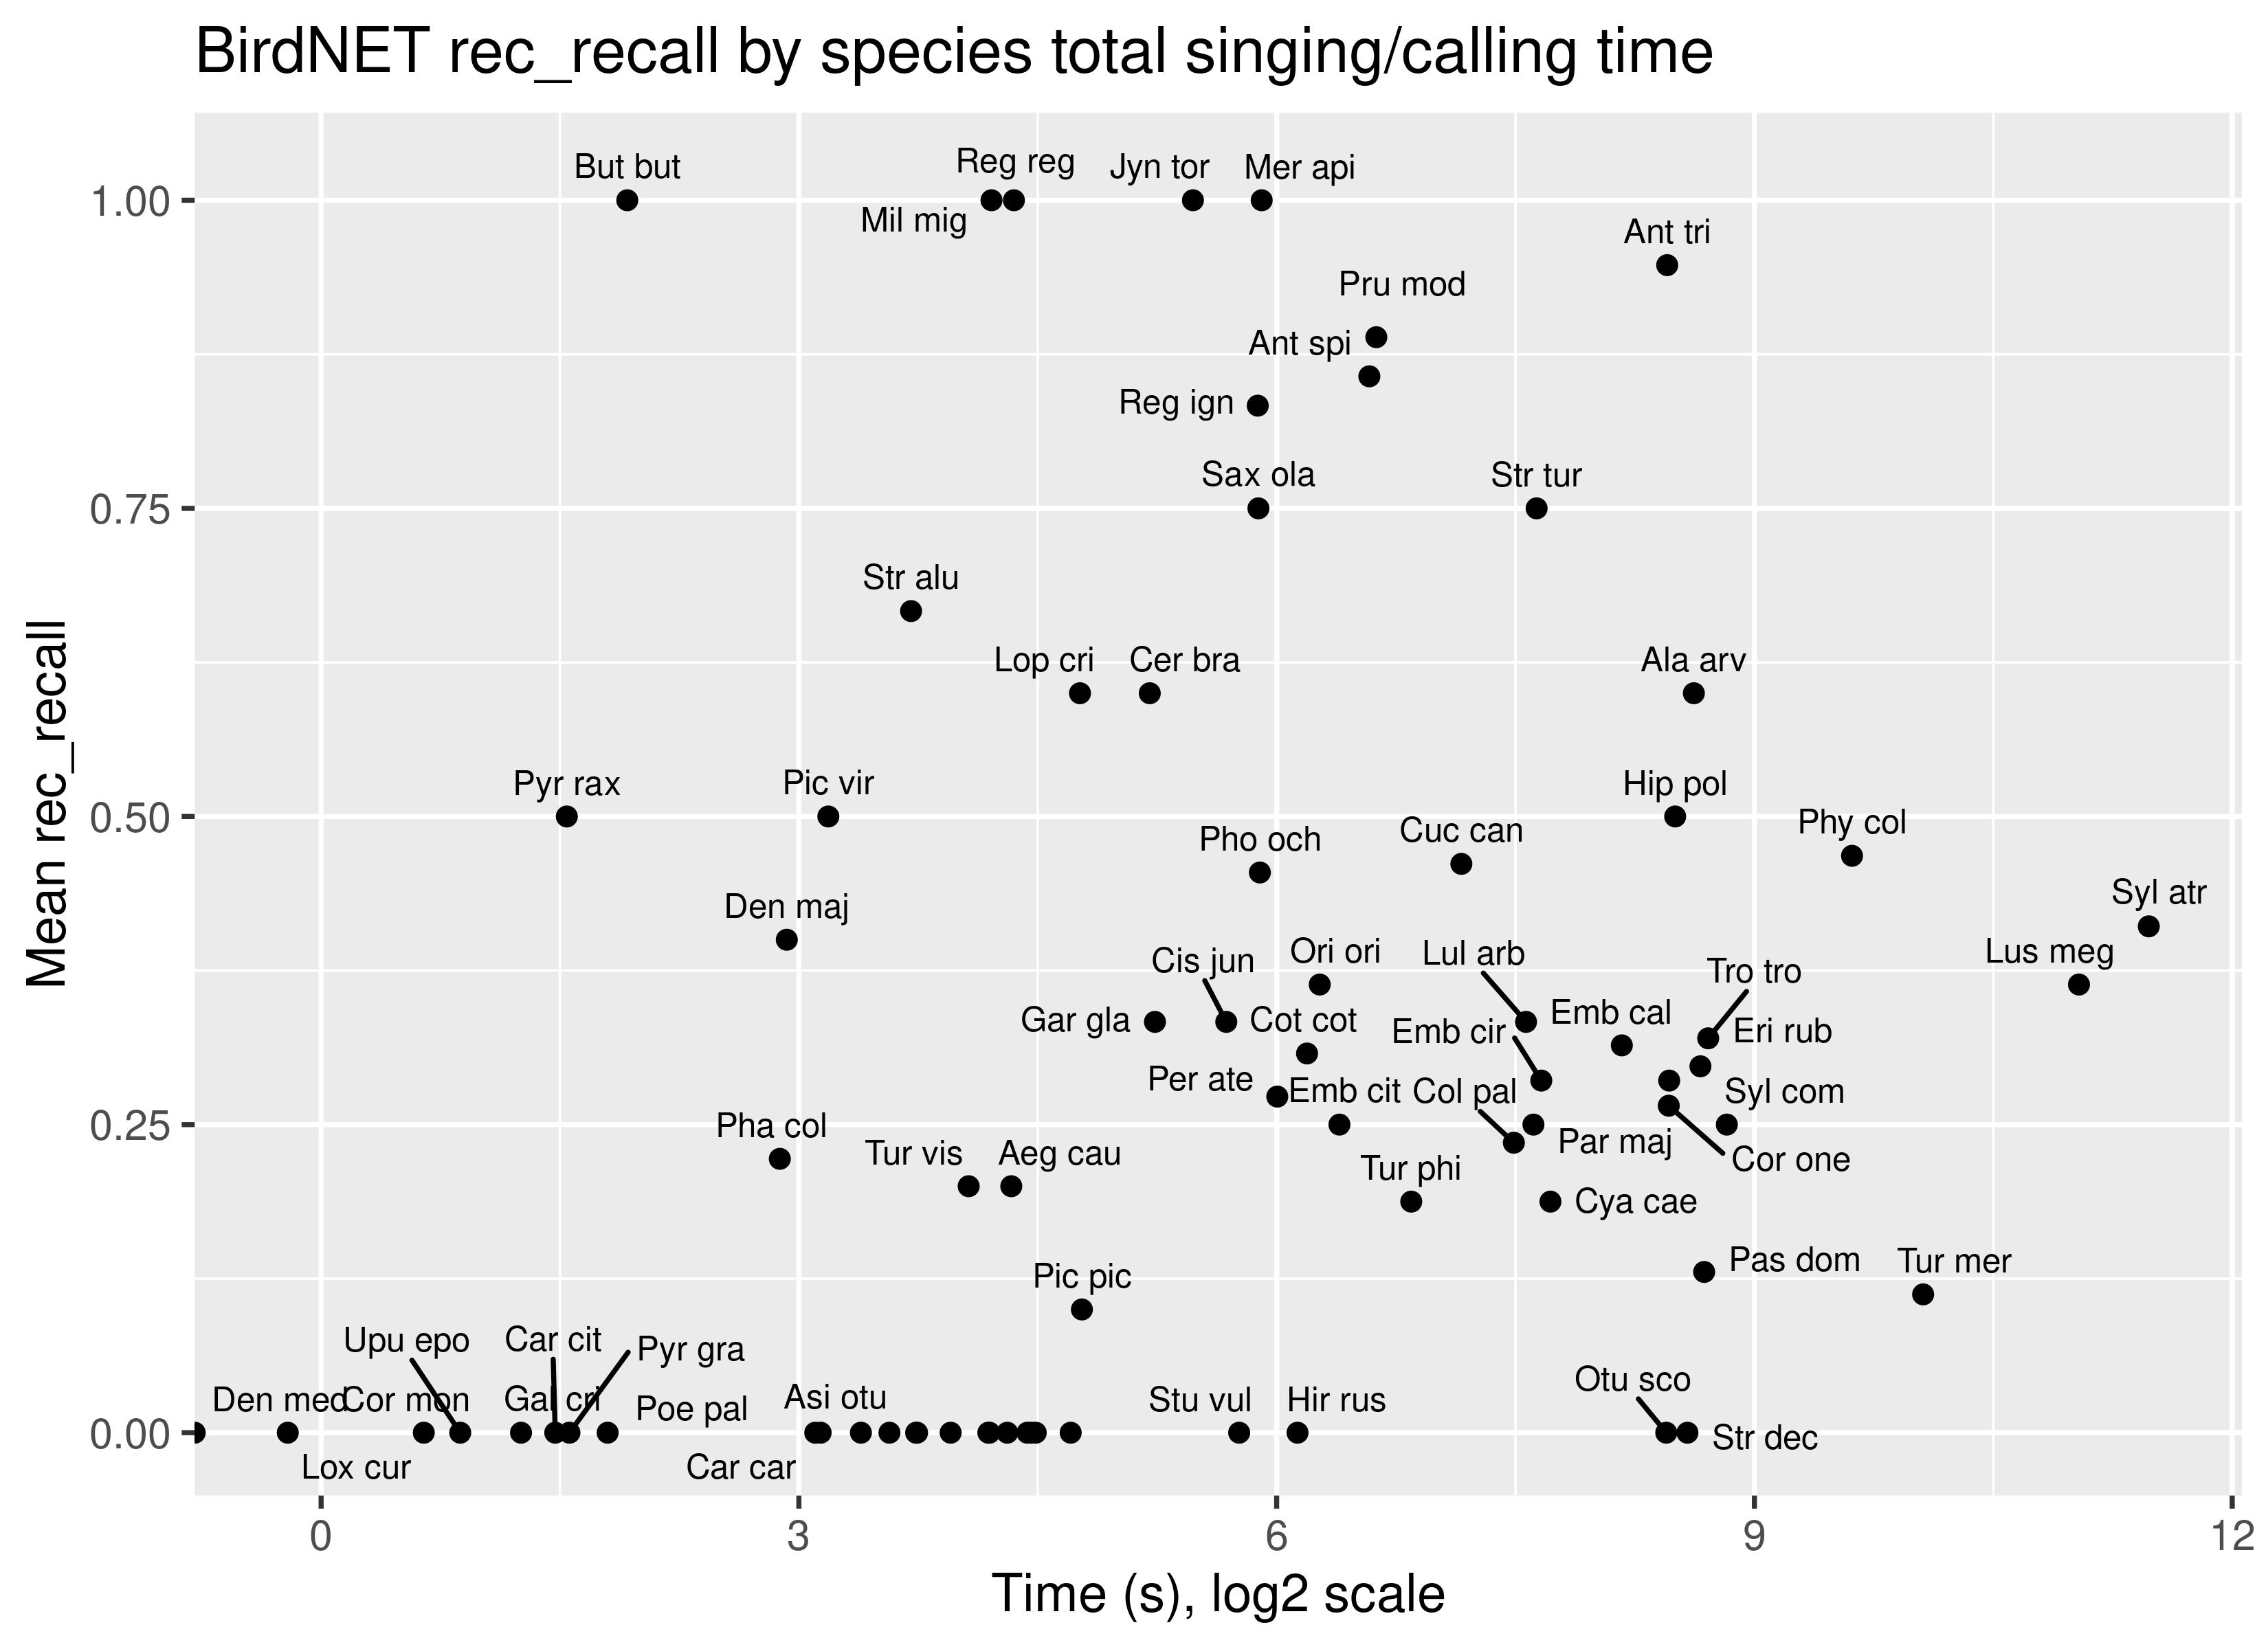 BirdNET rec_recall by species total singing/calling time
But but
Reg reg
Jyn tor
Mer api
1.00
Mil mig
Ant tri
Pru mod
Ant spi
Reg ign
Sax ola
Str tur
0.75
Str alu
Lop cri
Cer bra
Ala arv
Mean rec_recall
Pyr rax
Pic vir
Hip pol
0.50
Phy col
Cuc can
Pho och
Den maj
Syl atr
Lus meg
Ori ori
Lul arb
Cis jun
Tro tro
Emb cal
Gar gla
Cot cot
Emb cir
Eri rub
Per ate
Emb cit
Col pal
Syl com
0.25
Pha col
Par maj
Tur vis
Aeg cau
Cor one
Tur phi
Cya cae
Pas dom
Tur mer
Pic pic
Upu epo
Car cit
Pyr gra
Otu sco
Den med
Cor mon
Gal cri
Poe pal
Asi otu
Stu vul
Hir rus
0.00
Str dec
Lox cur
Car car
0
3
6
9
12
Time (s), log2 scale